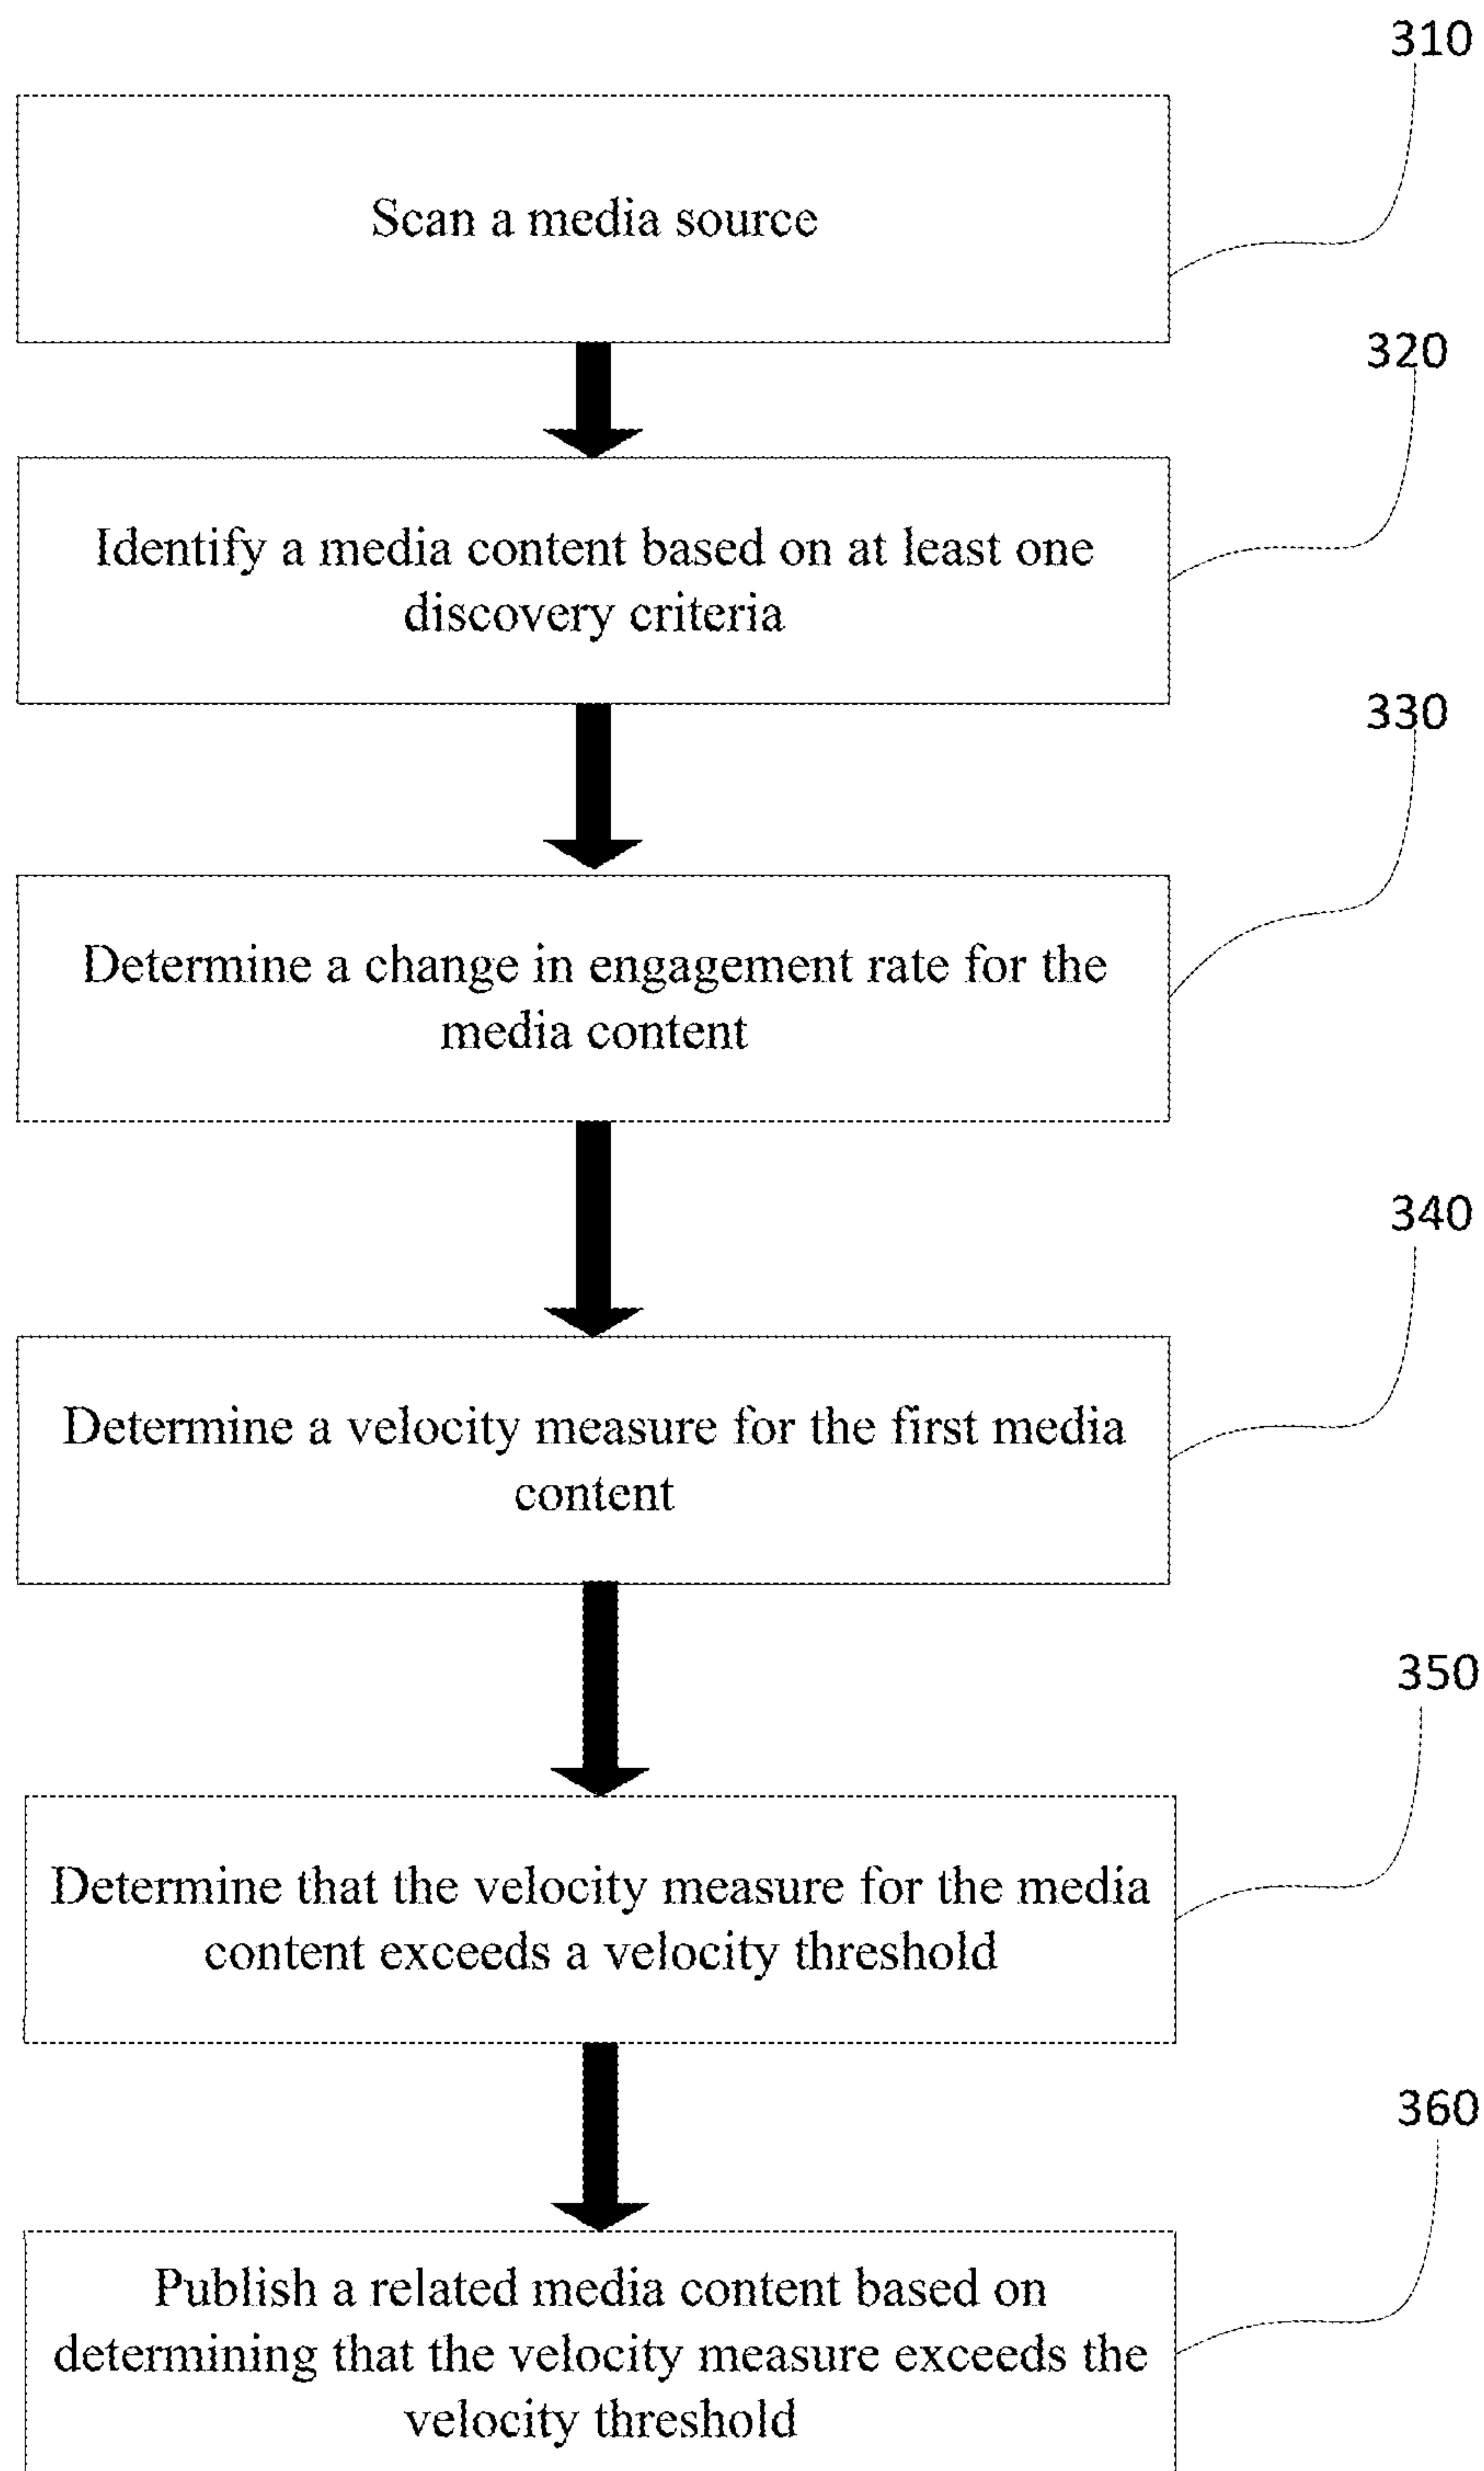 310
Scan a media source
320
Identify a media content based on at least one
discovery criteria
330
Determine a change in engagement rate for the
media content
340
Determine a velocity measure for the first media
content
350
Determine that the velocity measure for the media
content exceeds a velocity threshold
360
Publish a related media content based on
determining that the velocity measure exceeds the
velocity threshold